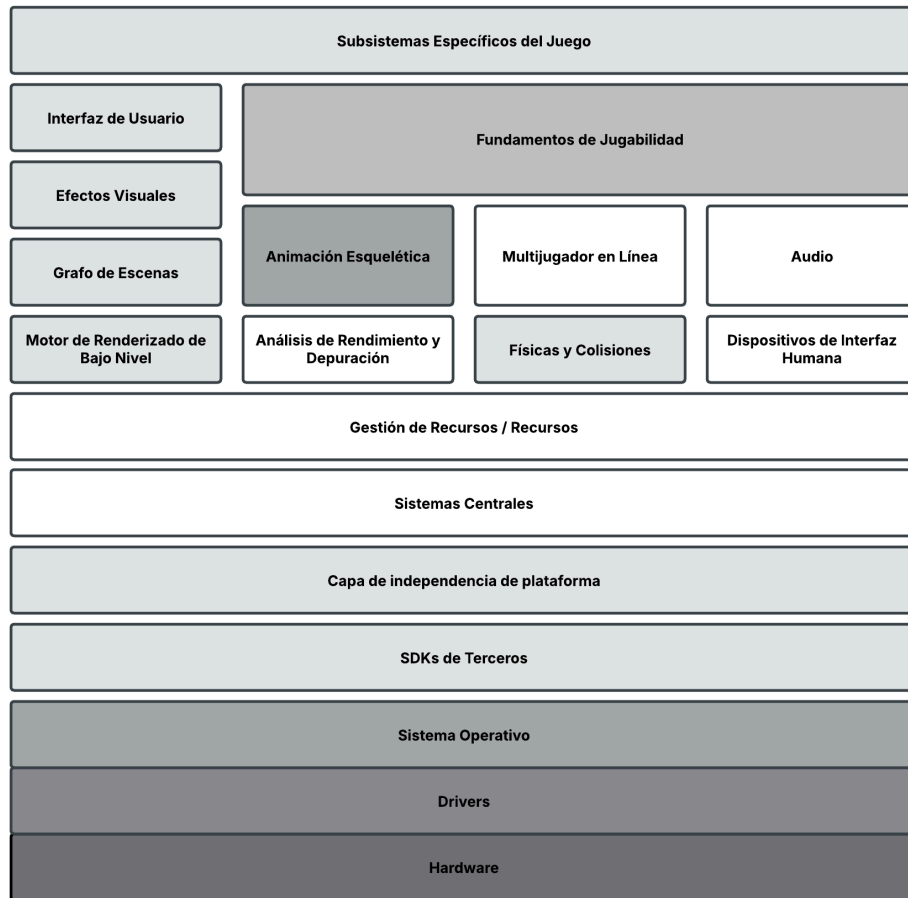 Subsistemas Específicos del Juego
Interfaz de Usuario
Fundamentos de Jugabilidad
Efectos Visuales
Animación Esquelética
Multijugador en Línea
Audio
Grafo de Escenas
Motor de Renderizado de
Bajo Nivel
Análisis de Rendimiento y
Depuración
Físicas y Colisiones
Dispositivos de Interfaz
Humana
Gestión de Recursos / Recursos
Sistemas Centrales
Capa de independencia de plataforma
SDKs de Terceros
Sistema Operativo
Drivers
Hardware